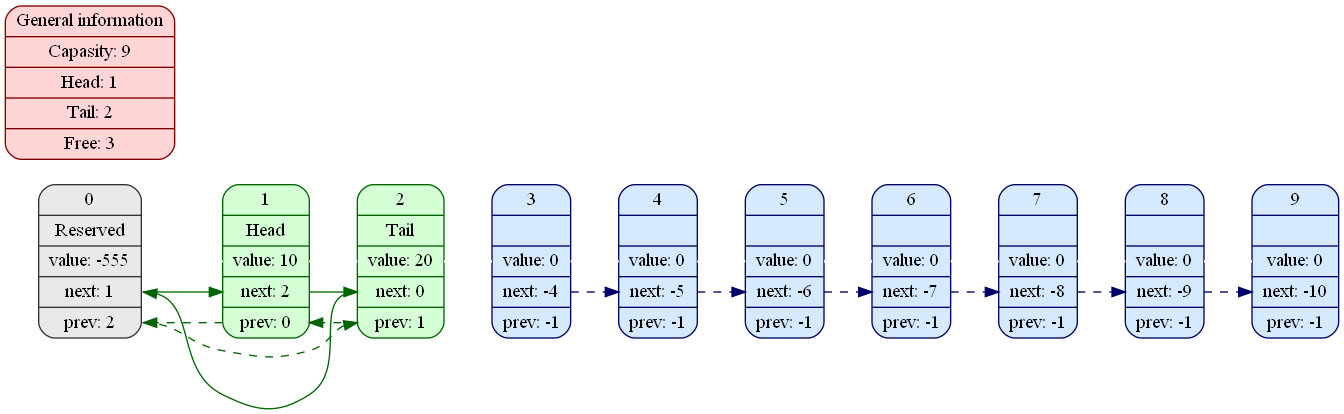 General information
Capasity: 9
Head: 1
Tail: 2
Free: 3
0
Reserved
value: -555
next: 1
prev: 2
1
Head
value: 10
next: 2
prev: 0
2
Tail
value: 20
next: 0
prev: 1
3
value: 0
next: -4
prev: -1
4
value: 0
next: -5
prev: -1
5
value: 0
next: -6
prev: -1
6
value: 0
next: -7
prev: -1
7
value: 0
next: -8
prev: -1
8
value: 0
next: -9
prev: -1
9
value: 0
next: -10
prev: -1